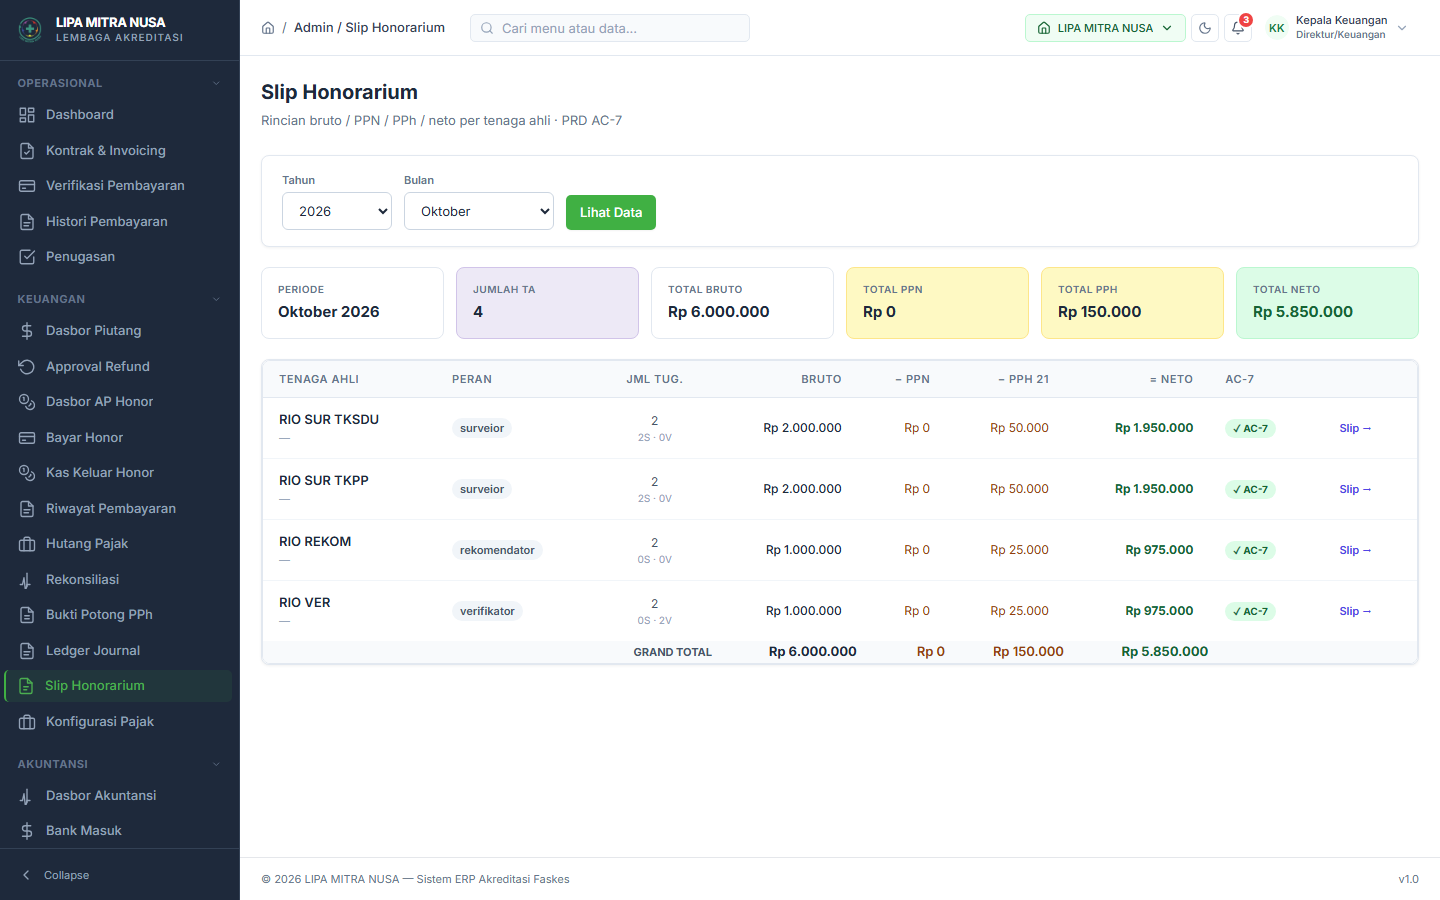 LIPA MITRA NUSA
LEMBAGA AKREDITASI
OPERASIONAL
Dashboard
Kontrak & Invoicing
Verifikasi Pembayaran
Histori Pembayaran
Penugasan
KEUANGAN
Dasbor Piutang
Approval Refund
Dasbor AP Honor
Bayar Honor
Kas Keluar Honor
Riwayat Pembayaran
Hutang Pajak
Rekonsiliasi
Bukti Potong PPh
Ledger Journal
Slip Honorarium
Konfigurasi Pajak
AKUNTANSI
Dasbor Akuntansi
Bank Masuk
Collapse
/ Admin / Slip Honorarium
Cari menu atau data...
LIPA MITRA NUSA
3
KK
Kepala Keuangan
Direktur/Keuangan
Slip Honorarium
Rincian bruto / PPN / PPh / neto per tenaga ahli · PRD AC-7
Tahun Bulan
2026 Oktober Lihat Data
PERIODE
Oktober 2026
JUMLAH TA
4
TOTAL BRUTO
Rp 6.000.000
TOTAL PPN
Rp 0
TOTAL PPH
Rp 150.000
TOTAL NETO
Rp 5.850.000
TENAGA AHLI PERAN JML TUG. BRUTO − PPN − PPH 21 = NETO AC-7
RIO SUR TKSDU surveior 2 Rp 2.000.000 Rp 0 Rp 50.000 Rp 1.950.000 ✓ AC-7 Slip →
— 2S · 0V
RIO SUR TKPP surveior 2 Rp 2.000.000 Rp 0 Rp 50.000 Rp 1.950.000 ✓ AC-7 Slip →
— 2S · 0V
RIO REKOM rekomendator 2 Rp 1.000.000 Rp 0 Rp 25.000 Rp 975.000 ✓ AC-7 Slip →
— 0S · 0V
RIO VER verifikator 2 Rp 1.000.000 Rp 0 Rp 25.000 Rp 975.000 ✓ AC-7 Slip →
— 0S · 2V
GRAND TOTAL Rp 6.000.000 Rp 0 Rp 150.000 Rp 5.850.000
© 2026 LIPA MITRA NUSA — Sistem ERP Akreditasi Faskes
v1.0